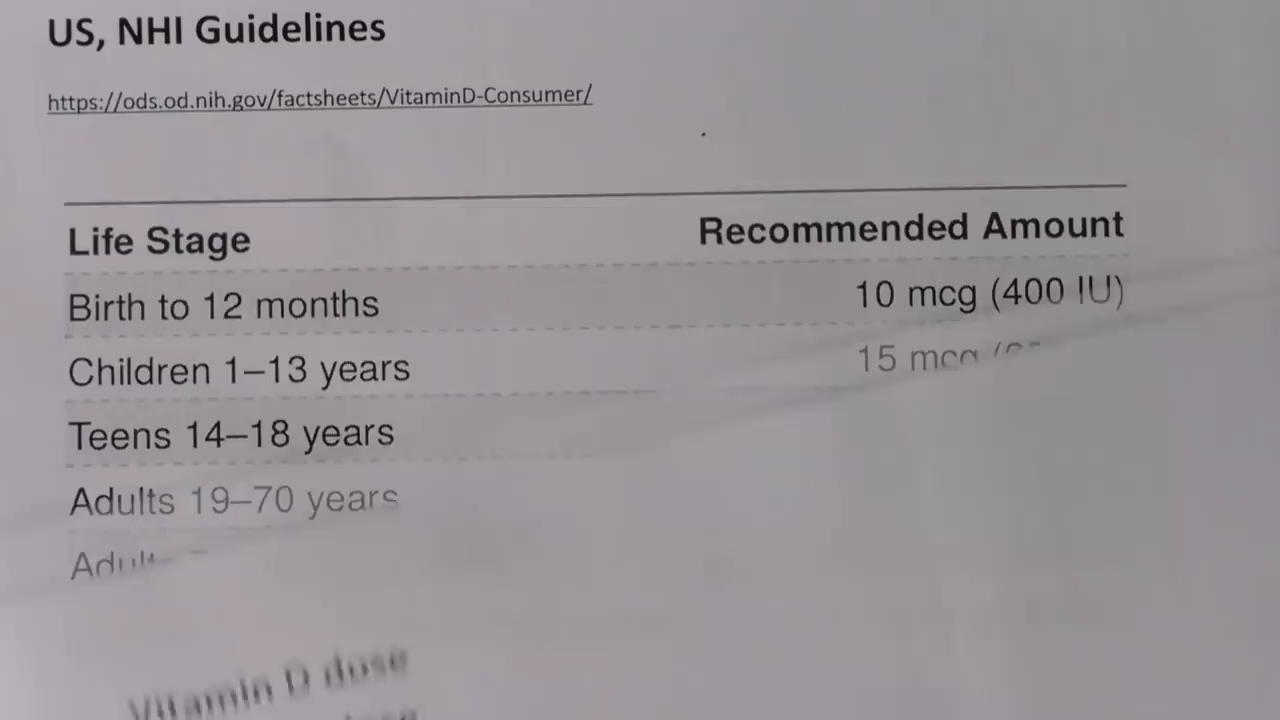 US, NHI Guidelines
https://ods.od.nih.gov/factsheets/VitaminD-Consumer/
Life Stage Recommended Amount
Birth to 12 months 10 mcg (400 IU)
Children 1–13 years 15 mcg
Teens 14–18 years
Adults 19–70 years
Vitamin D dose